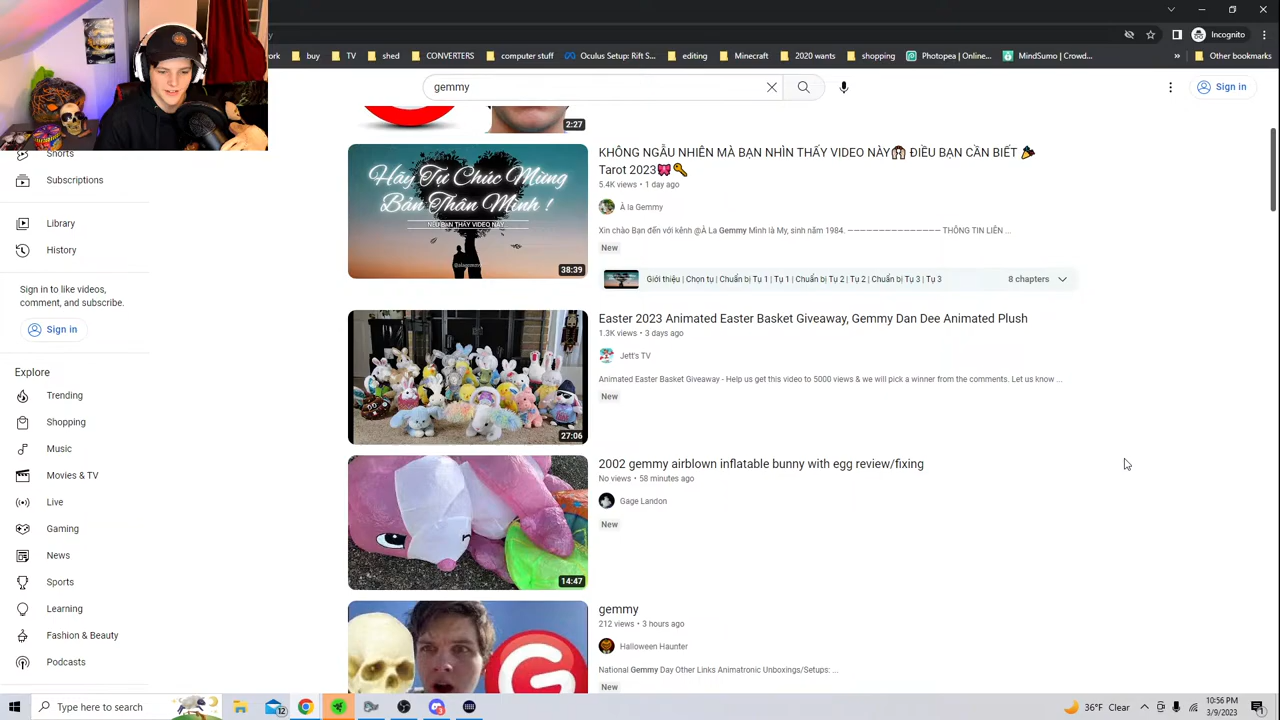 Incognito
buy
TV
shed
CONVERTERS
computer stuff
Oculus Setup: Rift S...
editing
Minecraft
2020 wants
shopping
Photopea | Online...
MindSumo | Crowd...
Other bookmarks
gemmy
Sign in
2:27
Shorts
Subscriptions
Library
History
Sign in to like videos,
comment, and subscribe.
Sign in
Explore
Trending
Shopping
Music
Movies & TV
Live
Gaming
News
Sports
Learning
Fashion & Beauty
Podcasts
Hãy Tự Chúc Mừng
Bản Thân Mình !
NẾU BẠN THẤY VIDEO NÀY
38:39
KHÔNG NGẪU NHIÊN MÀ BẠN NHÌN THẤY VIDEO NÀY🙍 ĐIỀU BẠN CẦN BIẾT 🎉
Tarot 2023🎀🔑
5.4K views • 1 day ago
À la Gemmy
Xin chào Bạn đến với kênh @À La Gemmy Mình là My, sinh năm 1984. ——————————————— THÔNG TIN LIÊN ...
New
Giới thiệu | Chọn tụ | Chuẩn bị Tụ 1 | Tụ 1 | Chuẩn bị Tụ 2 | Tụ 2 | Chuẩn bị Tụ 3 | Tụ 3
8 chapters
27:06
Easter 2023 Animated Easter Basket Giveaway, Gemmy Dan Dee Animated Plush
1.3K views • 3 days ago
Jett's TV
Animated Easter Basket Giveaway - Help us get this video to 5000 views & we will pick a winner from the comments. Let us know ...
New
14:47
2002 gemmy airblown inflatable bunny with egg review/fixing
No views • 58 minutes ago
Gage Landon
New
gemmy
212 views • 3 hours ago
Halloween Haunter
National Gemmy Day Other Links Animatronic Unboxings/Setups: ...
New
Type here to search
12
3
36°F Clear
10:56 PM
3/9/2023
1